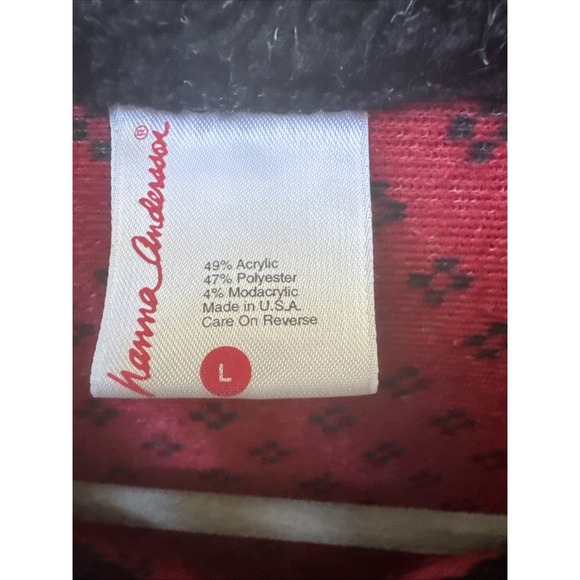 hanna andersson®
49% Acrylic
47% Polyester
4% Modacrylic
Made in U.S.A.
Care On Reverse
L